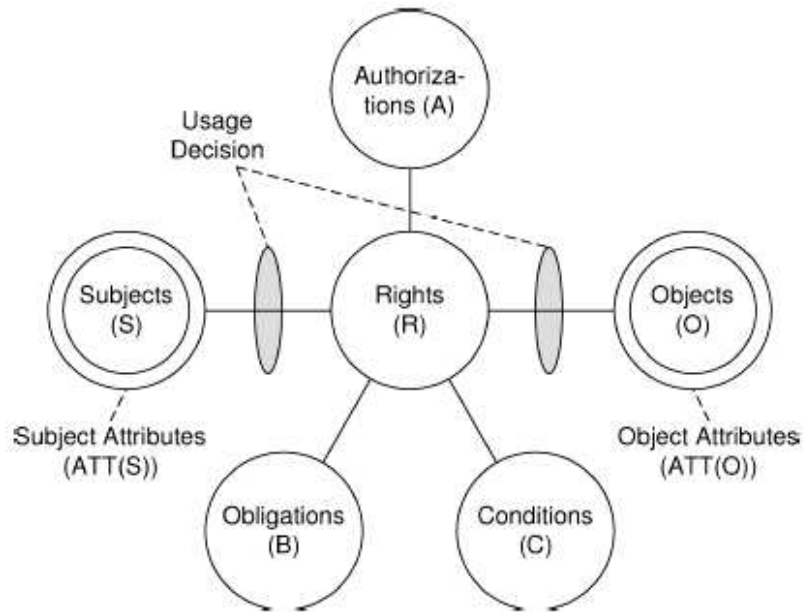 Authoriza-
tions (A)
Usage
Decision
Subjects
(S)
Rights
(R)
Objects
(O)
Subject Attributes
(ATT(S))
Object Attributes
(ATT(O))
Obligations
(B)
Conditions
(C)